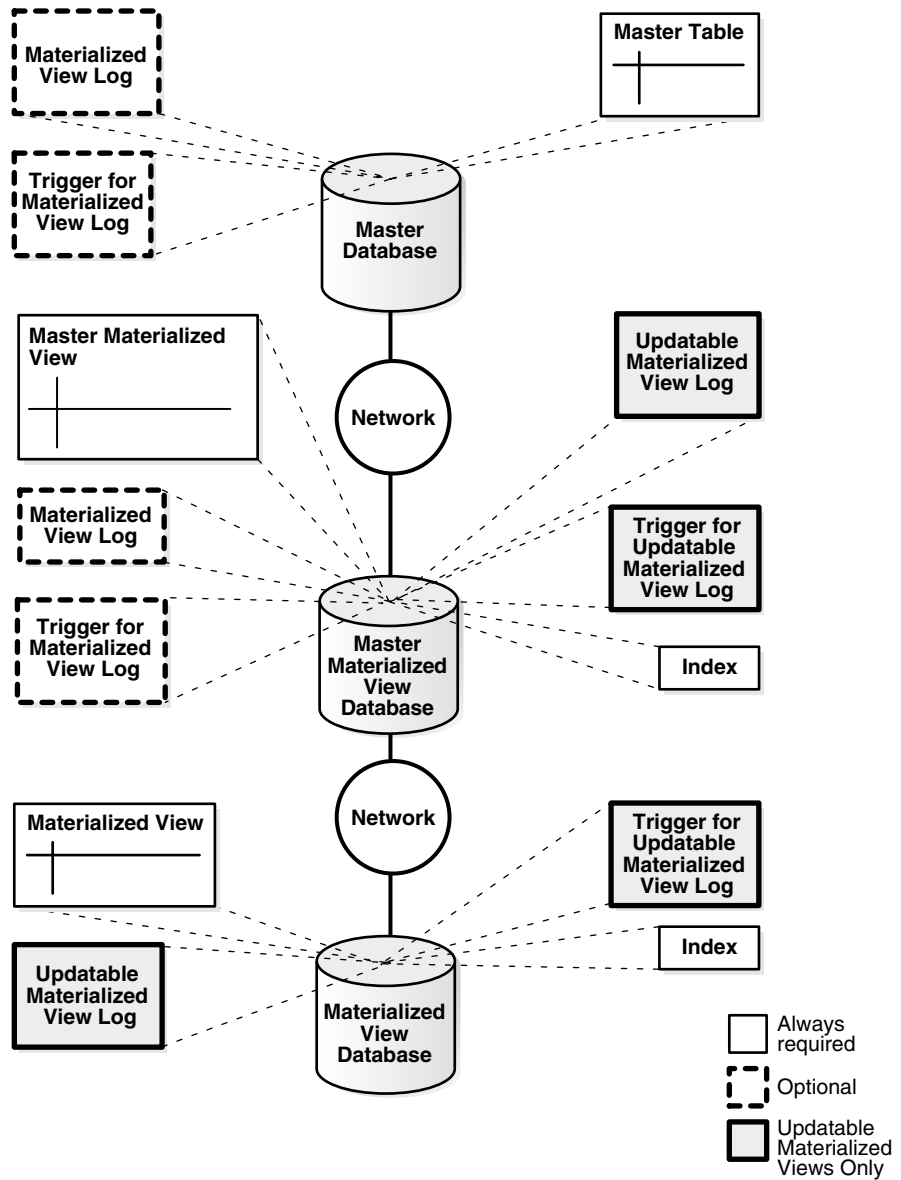 Materialized
View Log
Master Table
Trigger for
Materialized
View Log
Master
Database
Master Materialized
View
Updatable
Materialized
View Log
Network
Materialized
View Log
Trigger for
Updatable
Materialized
View Log
Trigger for
Materialized
View Log
Master
Materialized
View
Database
Index
Materialized View
Network
Trigger for
Updatable
Materialized
View Log
Updatable
Materialized
View Log
Materialized
View
Database
Index
Always
required
Optional
Updatable
Materialized
Views Only